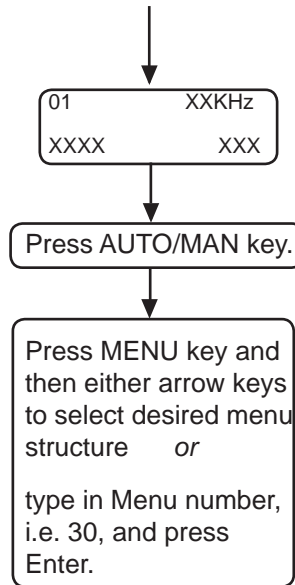 01 XXKHz
XXXX XXX
Press AUTO/MAN key.
Press MENU key and
then either arrow keys
to select desired menu
structure or
type in Menu number,
i.e. 30, and press
Enter.